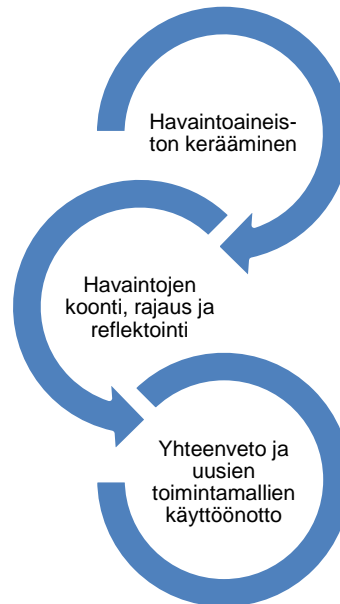 Havaintoaineis-
ton kerääminen
Havaintojen
koonti, rajaus ja
reflektointi
Yhteenveto ja
uusien
toimintamallien
käyttöönotto